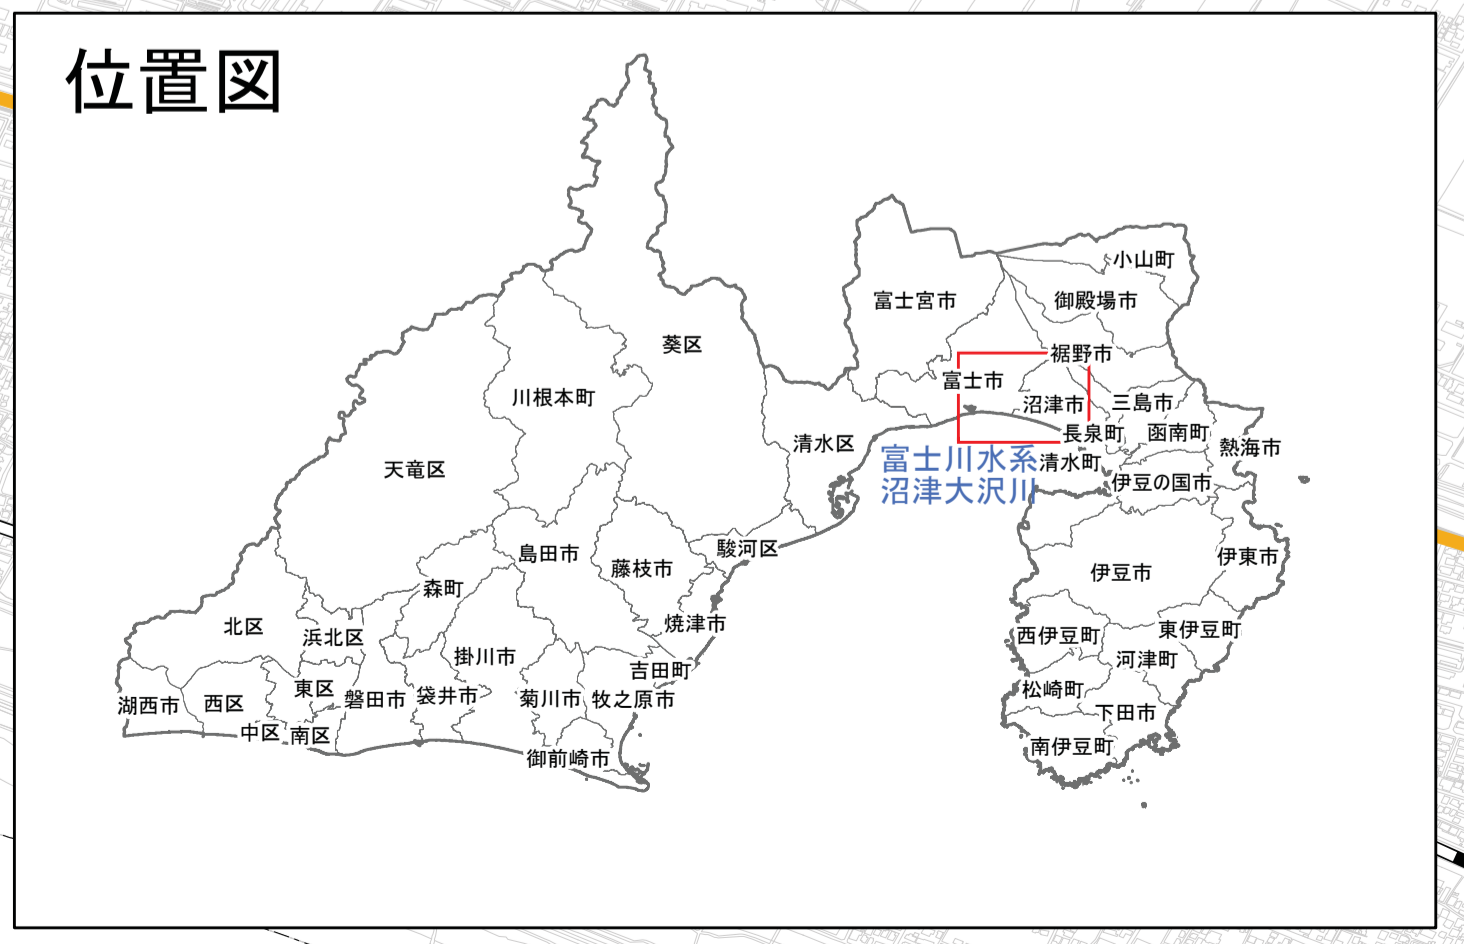 位置図
小山町
富士宮市
御殿場市
葵区
裾野市
富士市
川根本町
沼津市
三島市
長泉町
函南町
清水区
熱海市
富士川水系
沼津大沢川
清水町
天竜区
伊豆の国市
駿河区
島田市
伊東市
藤枝市
伊豆市
森町
焼津市
北区
浜北区
西伊豆町
東伊豆町
掛川市
河津町
吉田町
東区
松崎町
湖西市
西区
磐田市
袋井市
菊川市
牧之原市
下田市
中区
南区
南伊豆町
御前崎市